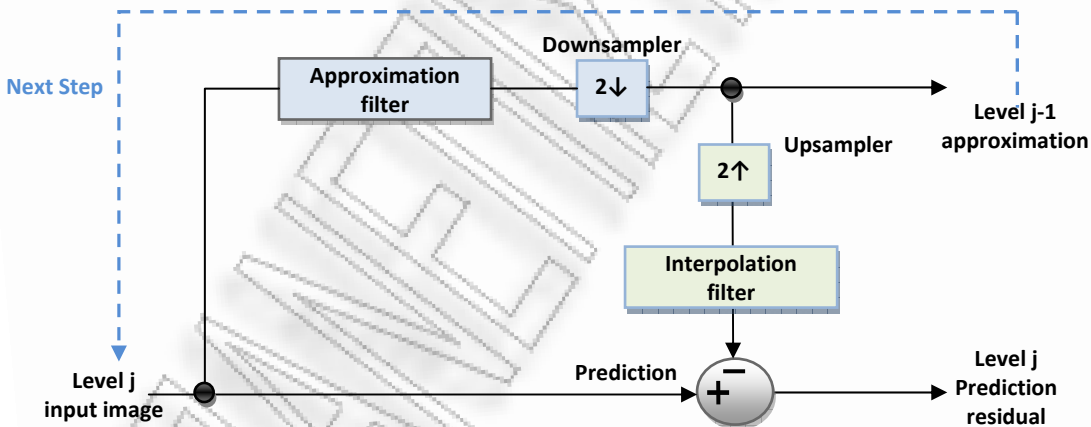 Next Step
Approximation
filter
Downsampler
2↓
Level j-1
approximation
Upsampler
2↑
Interpolation
filter
Level j
input image
Prediction
+
−
Level j
Prediction
residual